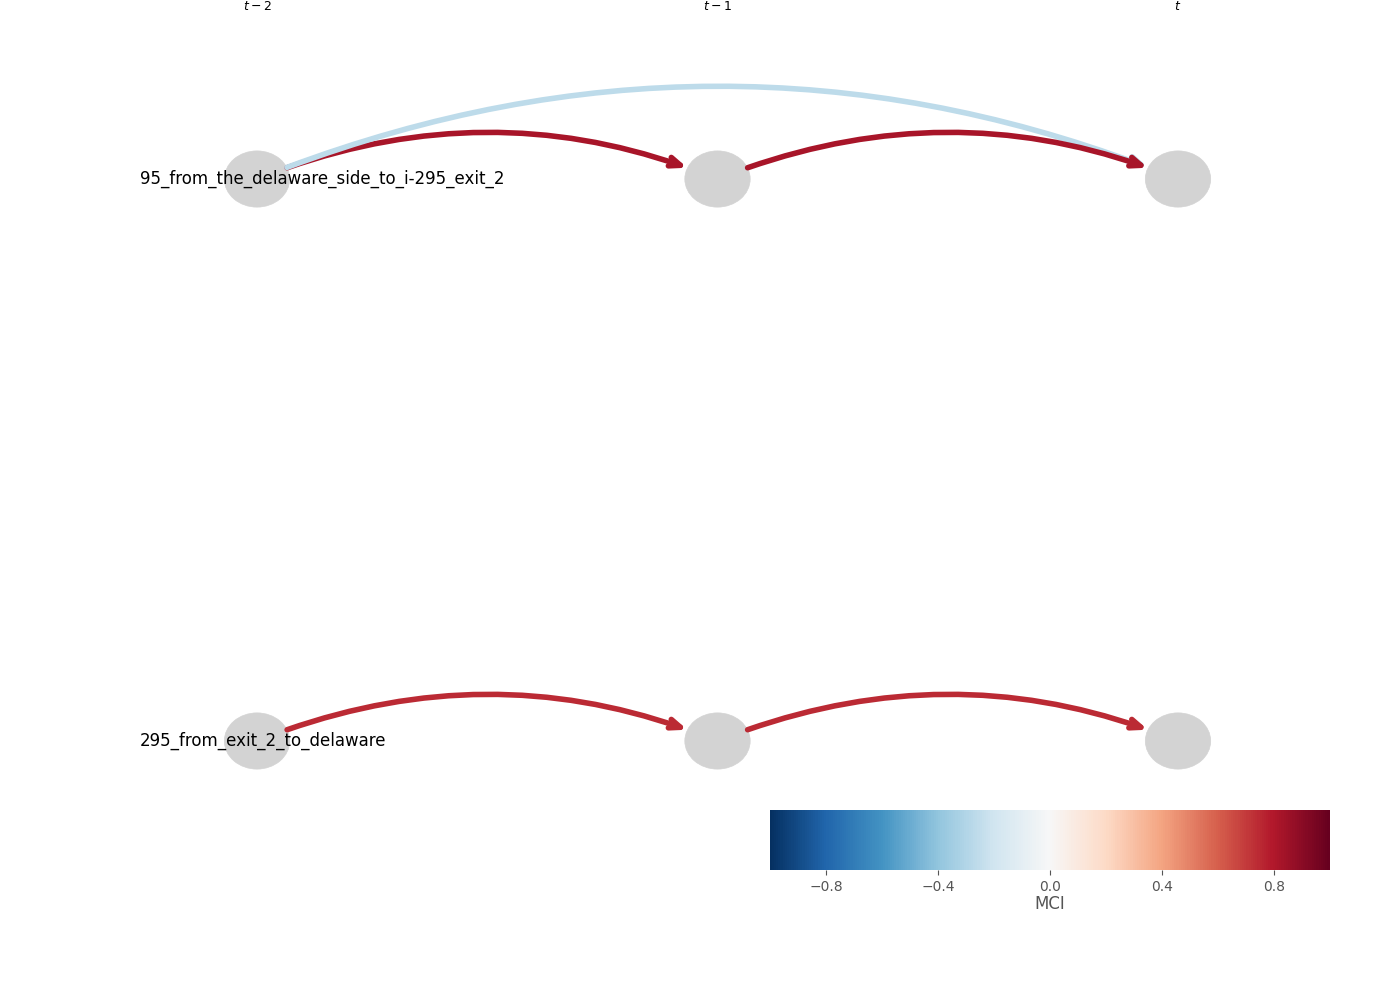 t − 2 t − 1 t
95_from_the_delaware_side_to_i-295_exit_2
295_from_exit_2_to_delaware
−0.8 −0.4 0.0 0.4 0.8
MCI